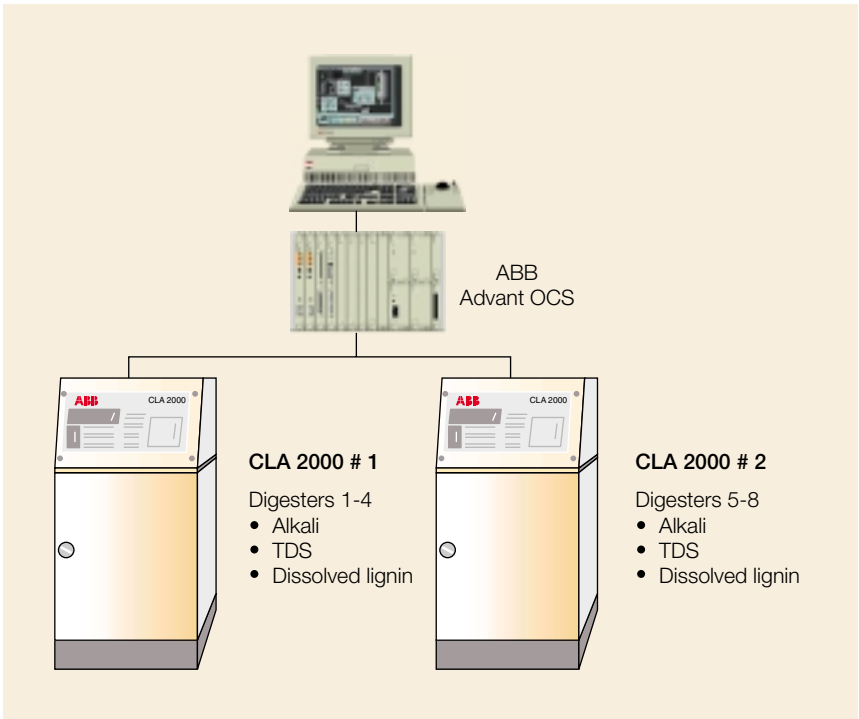 ABB
Advant OCS
ABB CLA 2000
ABB CLA 2000
CLA 2000 # 1
Digesters 1-4
• Alkali
• TDS
• Dissolved lignin
CLA 2000 # 2
Digesters 5-8
• Alkali
• TDS
• Dissolved lignin